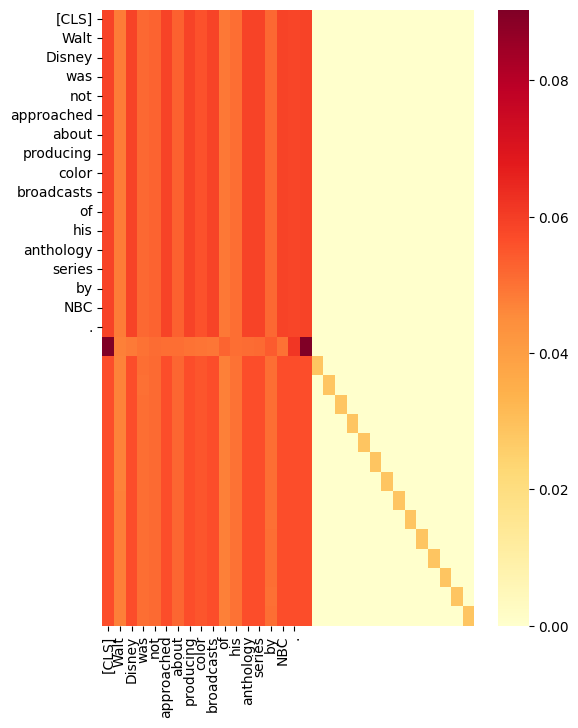 [CLS]
Walt
Disney
was
not
approached
about
producing
color
broadcasts
of
his
anthology
series
by
NBC
.
0.08
0.06
0.04
0.02
0.00
[CLS]
Walt
Disney
was
not
approached
about
producing
color
broadcasts
of
his
anthology
series
by
NBC
.